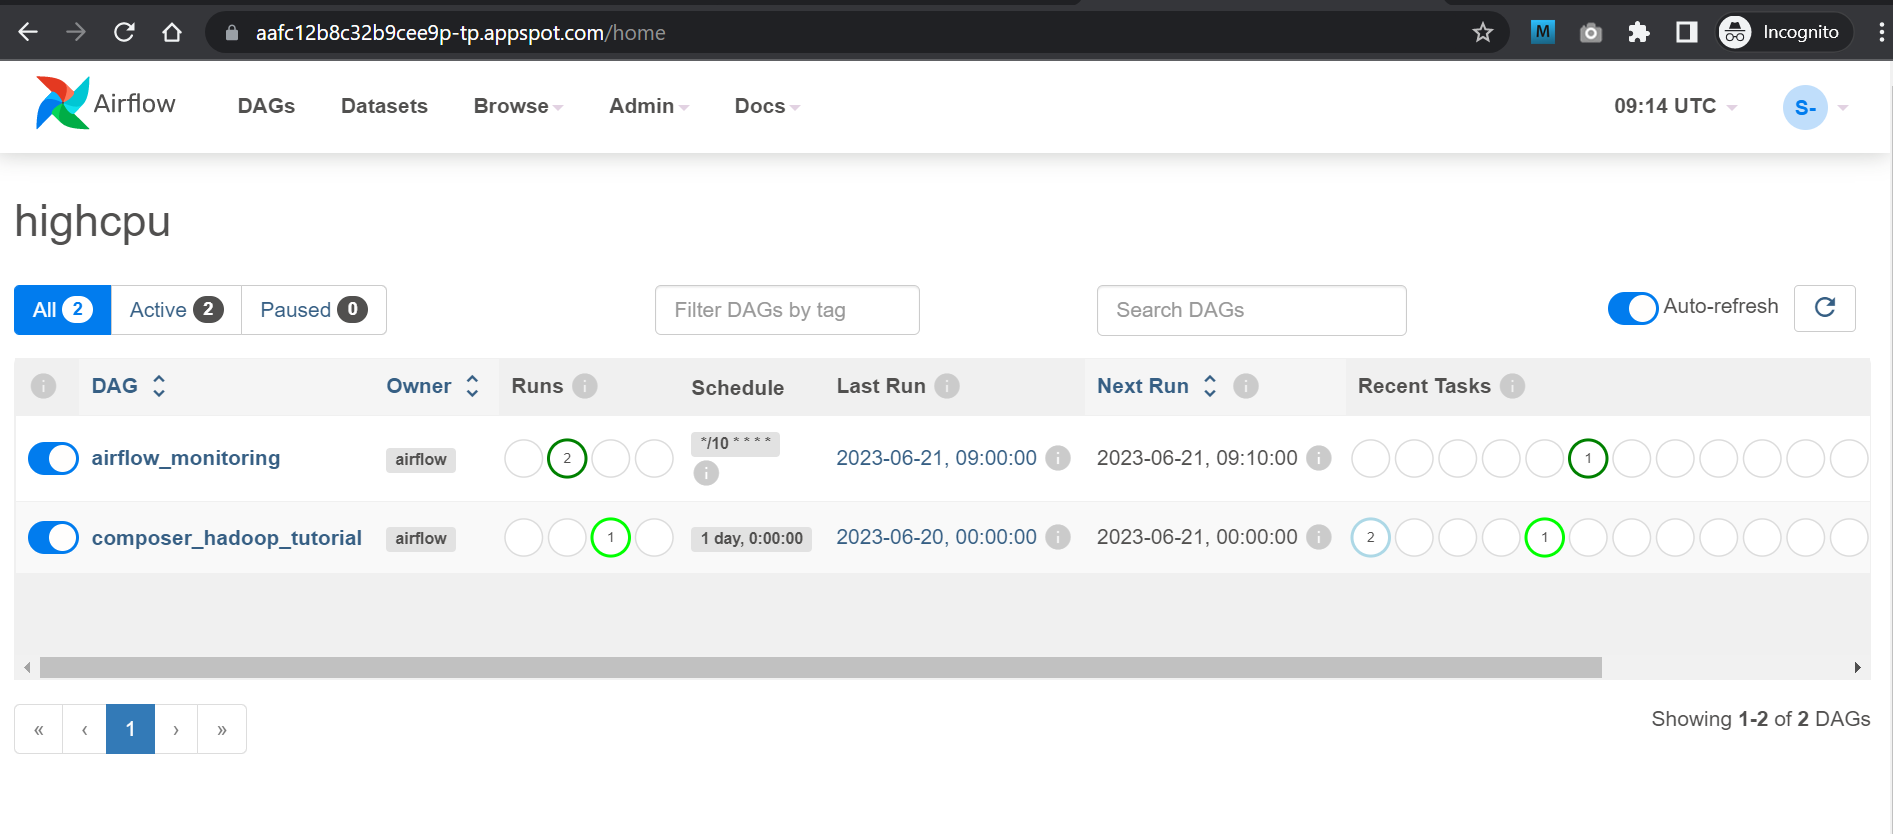 aafc12b8c32b9cee9p-tp.appspot.com/home M Incognito
Airflow DAGs Datasets Browse Admin Docs 09:14 UTC S-
highcpu
All 2 Active 2 Paused 0 Filter DAGs by tag Search DAGs Auto-refresh
i DAG Owner Runs i Schedule Last Run i Next Run i Recent Tasks i
airflow_monitoring airflow 2 */10 * * * * i 2023-06-21, 09:00:00 i 2023-06-21, 09:10:00 i 1
composer_hadoop_tutorial airflow 1 1 day, 0:00:00 2023-06-20, 00:00:00 i 2023-06-21, 00:00:00 i 2 1
« ‹ 1 › » Showing 1-2 of 2 DAGs